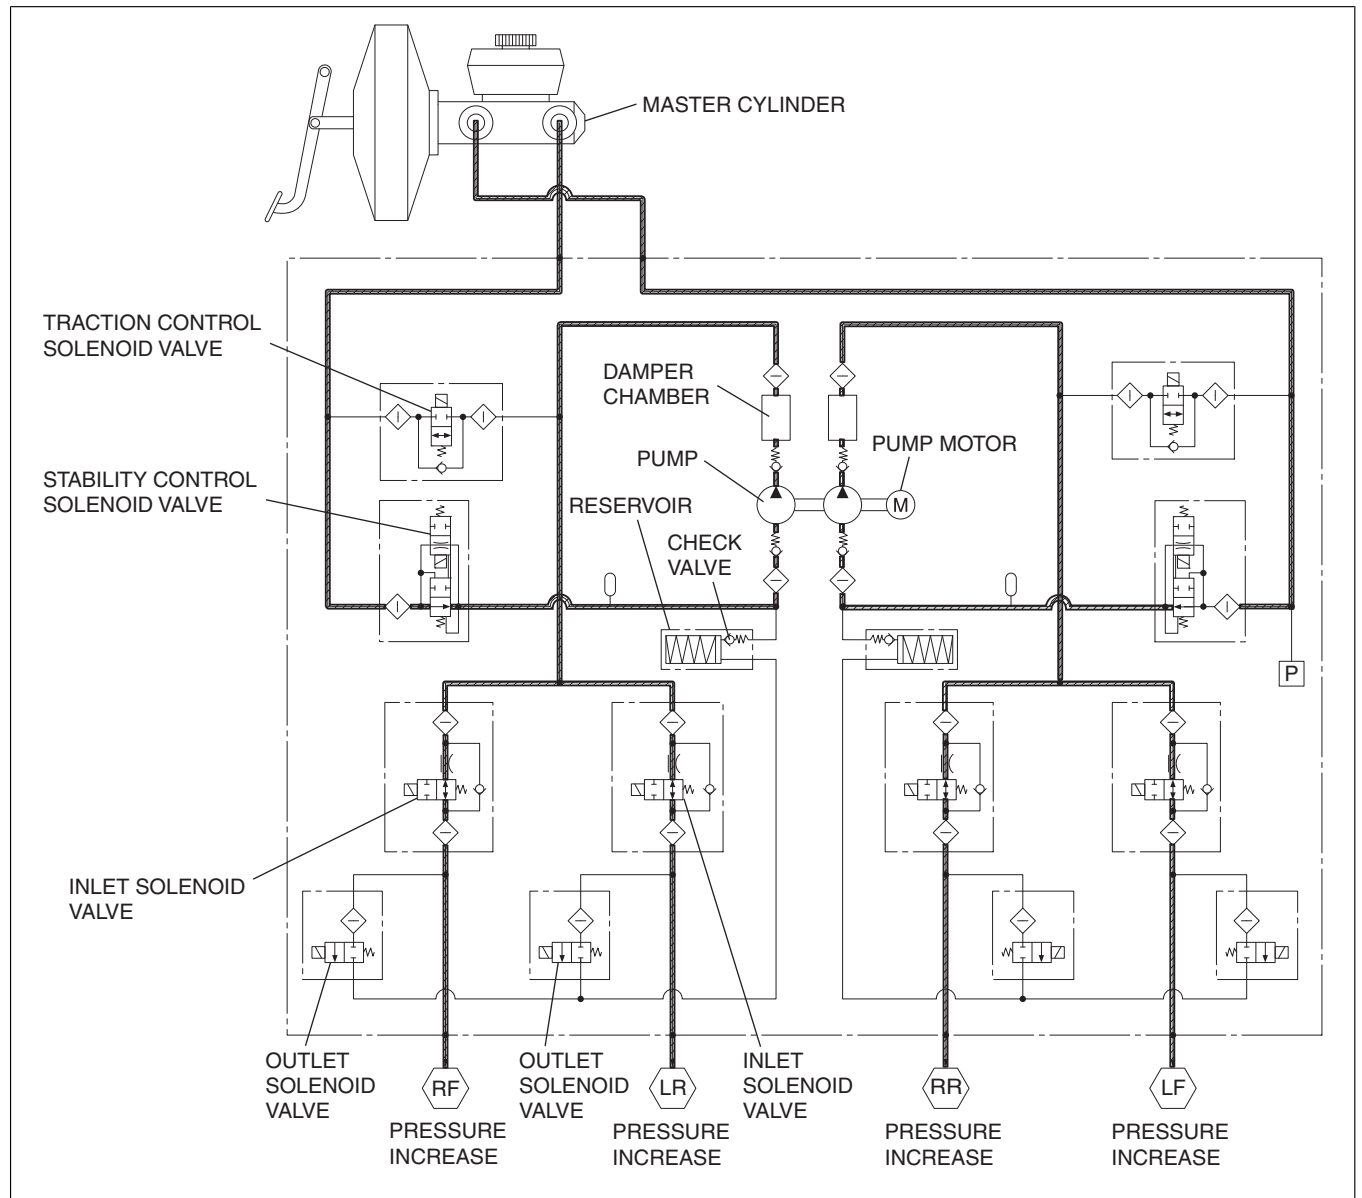 MASTER CYLINDER
TRACTION CONTROL
SOLENOID VALVE
DAMPER
CHAMBER
PUMP MOTOR
PUMP
STABILITY CONTROL
SOLENOID VALVE
RESERVOIR
M
CHECK
VALVE
P
INLET SOLENOID
VALVE
OUTLET
SOLENOID
VALVE
RF
OUTLET
SOLENOID
VALVE
LR
INLET
SOLENOID
VALVE
RR
LF
PRESSURE
INCREASE
PRESSURE
INCREASE
PRESSURE
INCREASE
PRESSURE
INCREASE